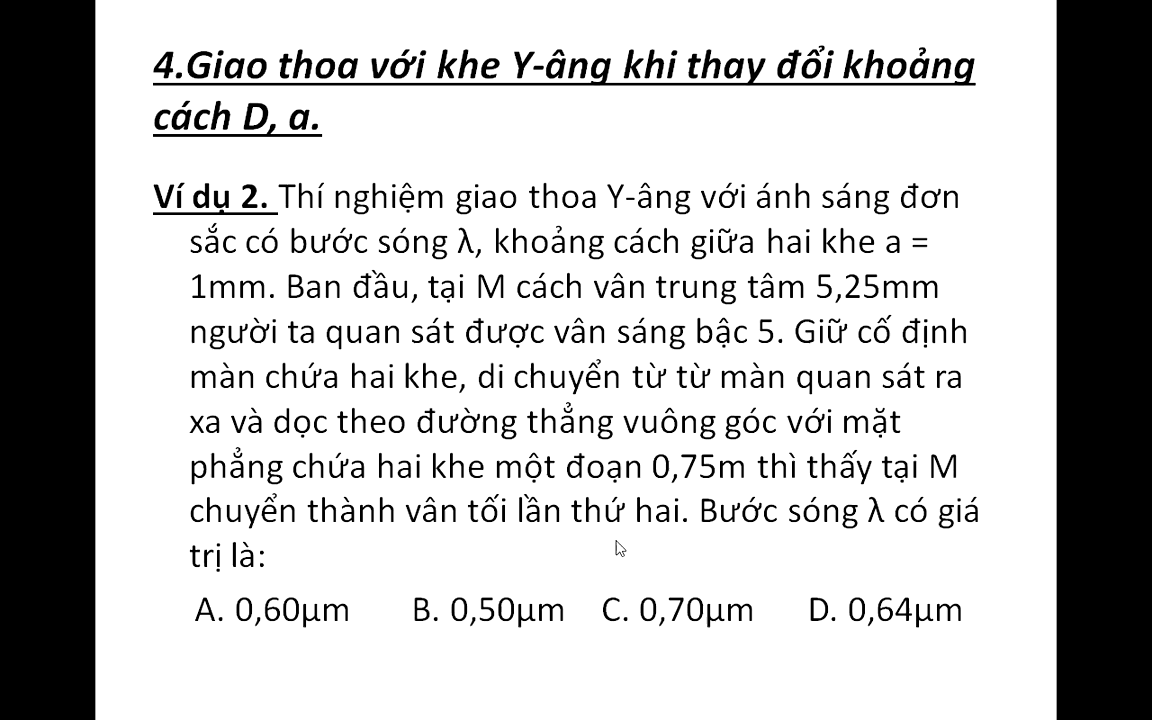 4.Giao thoa với khe Y-âng khi thay đổi khoảng
cách D, a.
Ví dụ 2. Thí nghiệm giao thoa Y-âng với ánh sáng đơn
sắc có bước sóng λ, khoảng cách giữa hai khe a =
1mm. Ban đầu, tại M cách vân trung tâm 5,25mm
người ta quan sát được vân sáng bậc 5. Giữ cố định
màn chứa hai khe, di chuyển từ từ màn quan sát ra
xa và dọc theo đường thẳng vuông góc với mặt
phẳng chứa hai khe một đoạn 0,75m thì thấy tại M
chuyển thành vân tối lần thứ hai. Bước sóng λ có giá
trị là:
A. 0,60μm B. 0,50μm C. 0,70μm D. 0,64μm